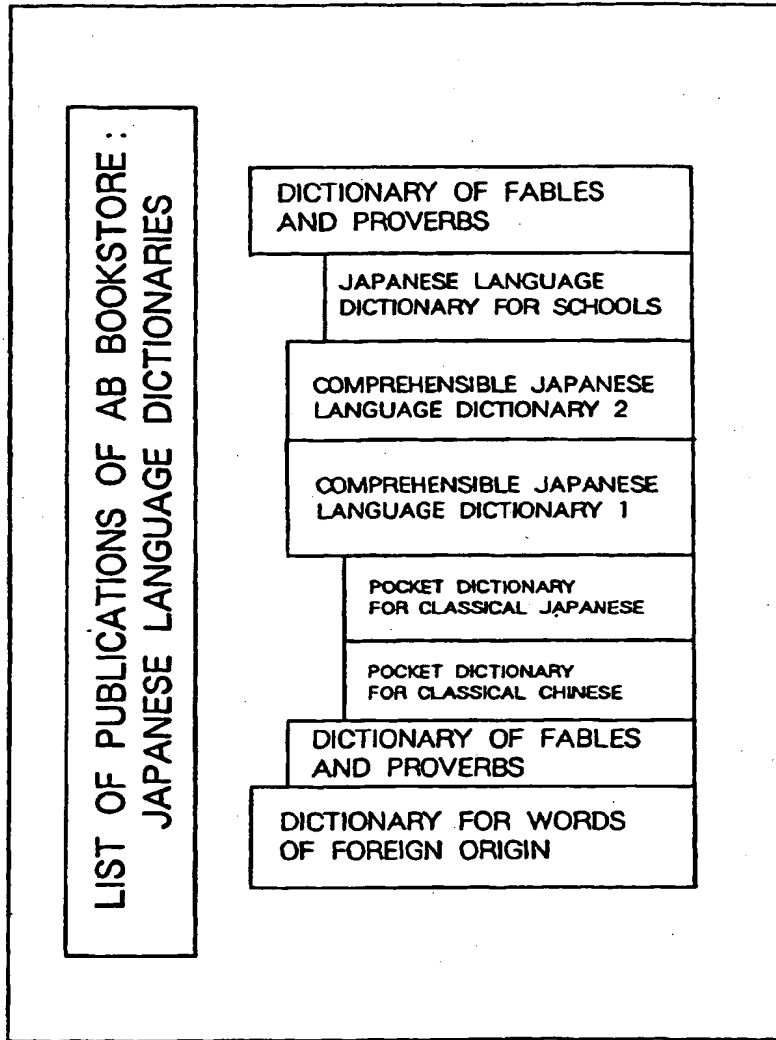 LIST OF PUBLICATIONS OF AB BOOKSTORE :
JAPANESE LANGUAGE DICTIONARIES
DICTIONARY OF FABLES
AND PROVERBS
JAPANESE LANGUAGE
DICTIONARY FOR SCHOOLS
COMPREHENSIBLE JAPANESE
LANGUAGE DICTIONARY 2
COMPREHENSIBLE JAPANESE
LANGUAGE DICTIONARY 1
POCKET DICTIONARY
FOR CLASSICAL JAPANESE
POCKET DICTIONARY
FOR CLASSICAL CHINESE
DICTIONARY OF FABLES
AND PROVERBS
DICTIONARY FOR WORDS
OF FOREIGN ORIGIN